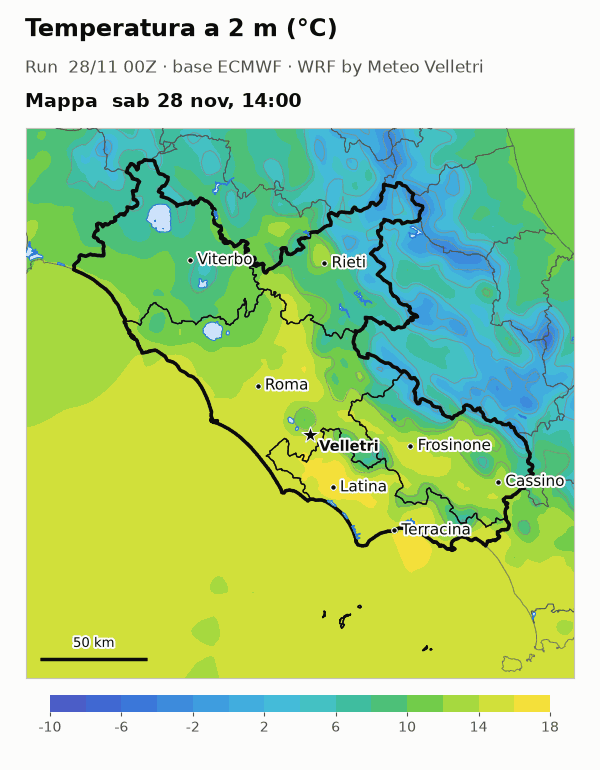 Temperatura a 2 m (°C)
Run  28/11 00Z · base ECMWF · WRF by Meteo Velletri
Mappa  sab 28 nov, 14:00
Viterbo
Rieti
Roma
Velletri
Frosinone
Cassino
Latina
Terracina
50 km
-10 -6 -2 2 6 10 14 18